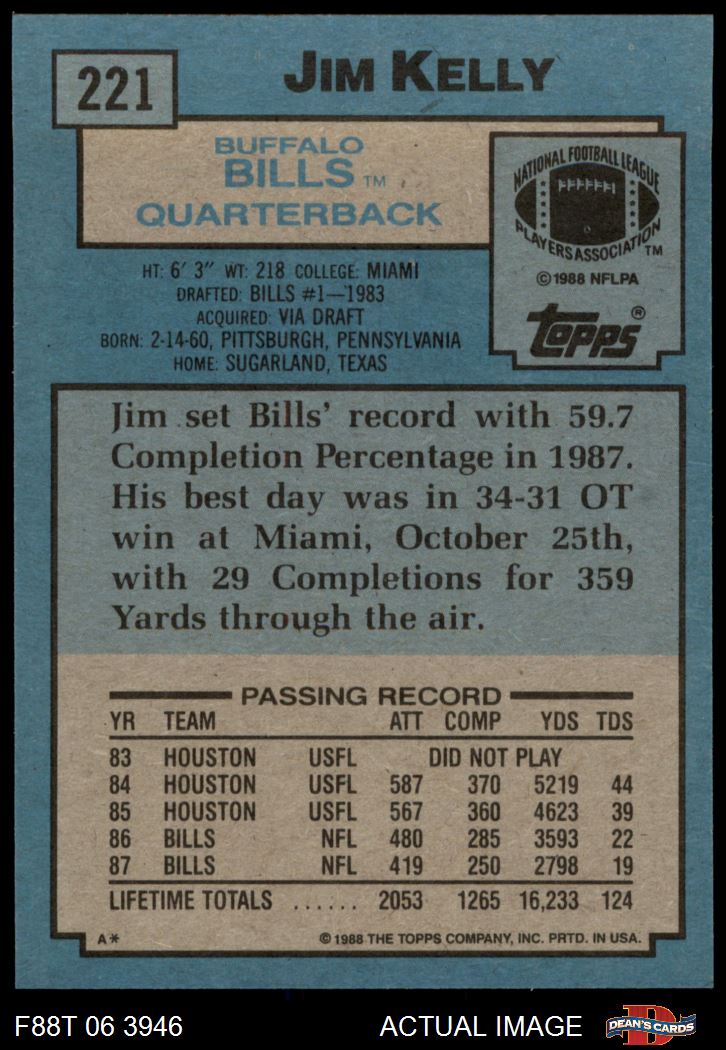 221
JIM KELLY
BUFFALO
BILLS TM
QUARTERBACK
NATIONAL FOOTBALL LEAGUE
PLAYERS ASSOCIATION TM
©1988 NFLPA
topps®
HT: 6' 3" WT: 218 COLLEGE: MIAMI
DRAFTED: BILLS #1—1983
ACQUIRED: VIA DRAFT
BORN: 2-14-60, PITTSBURGH, PENNSYLVANIA
HOME: SUGARLAND, TEXAS
Jim set Bills' record with 59.7
Completion Percentage in 1987.
His best day was in 34-31 OT
win at Miami, October 25th,
with 29 Completions for 359
Yards through the air.
PASSING RECORD
YR TEAM ATT COMP YDS TDS
83 HOUSTON USFL DID NOT PLAY
84 HOUSTON USFL 587 370 5219 44
85 HOUSTON USFL 567 360 4623 39
86 BILLS NFL 480 285 3593 22
87 BILLS NFL 419 250 2798 19
LIFETIME TOTALS ...... 2053 1265 16,233 124
A* ©1988 THE TOPPS COMPANY, INC. PRTD. IN USA.
F88T 06 3946 ACTUAL IMAGE D DEAN'S CARDS